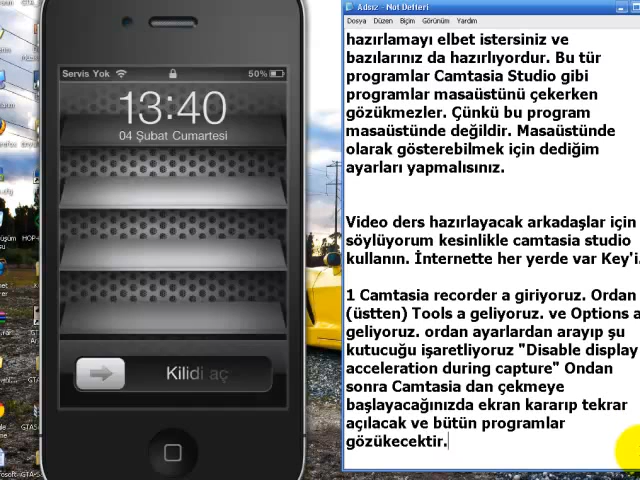 Adsız - Not Defteri
Dosya Düzen Biçim Görünüm Yardım
hazırlamayı elbet istersiniz ve
bazılarınız da hazırlıyordur. Bu tür
programlar Camtasia Studio gibi
programlar masaüstünü çekerken
gözükmezler. Çünkü bu program
masaüstünde değildir. Masaüstünde
olarak gösterebilmek için dediğim
ayarları yapmalısınız.
Video ders hazırlayacak arkadaşlar için
söylüyorum kesinlikle camtasia studio
kullanın. İnternette her yerde var Key'i.
1 Camtasia recorder a giriyoruz. Ordan
(üstten) Tools a geliyoruz. ve Options a
geliyoruz. ordan ayarlardan arayıp şu
kutucuğu işaretliyoruz "Disable display
acceleration during capture" Ondan
sonra Camtasia dan çekmeye
başlayacağınızda ekran kararıp tekrar
açılacak ve bütün programlar
gözükecektir.
Servis Yok 50%
13:40
04 Şubat Cumartesi
Kilidi aç